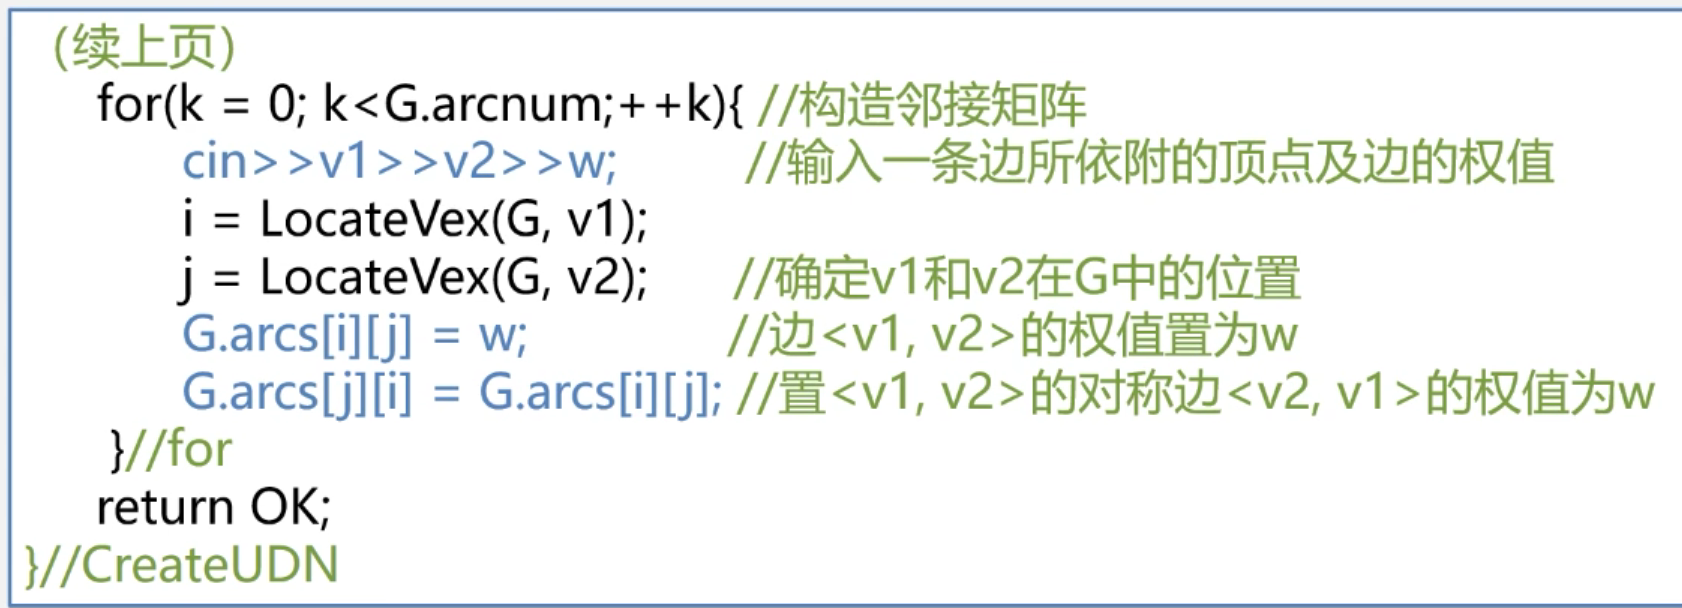 (续上页)
for(k = 0; k<G.arcnum;++k){ //构造邻接矩阵
cin>>v1>>v2>>w; //输入一条边所依附的顶点及边的权值
i = LocateVex(G, v1);
j = LocateVex(G, v2); //确定v1和v2在G中的位置
G.arcs[i][j] = w; //边<v1, v2>的权值置为w
G.arcs[j][i] = G.arcs[i][j]; //置<v1, v2>的对称边<v2, v1>的权值为w
}//for
return OK;
}//CreateUDN